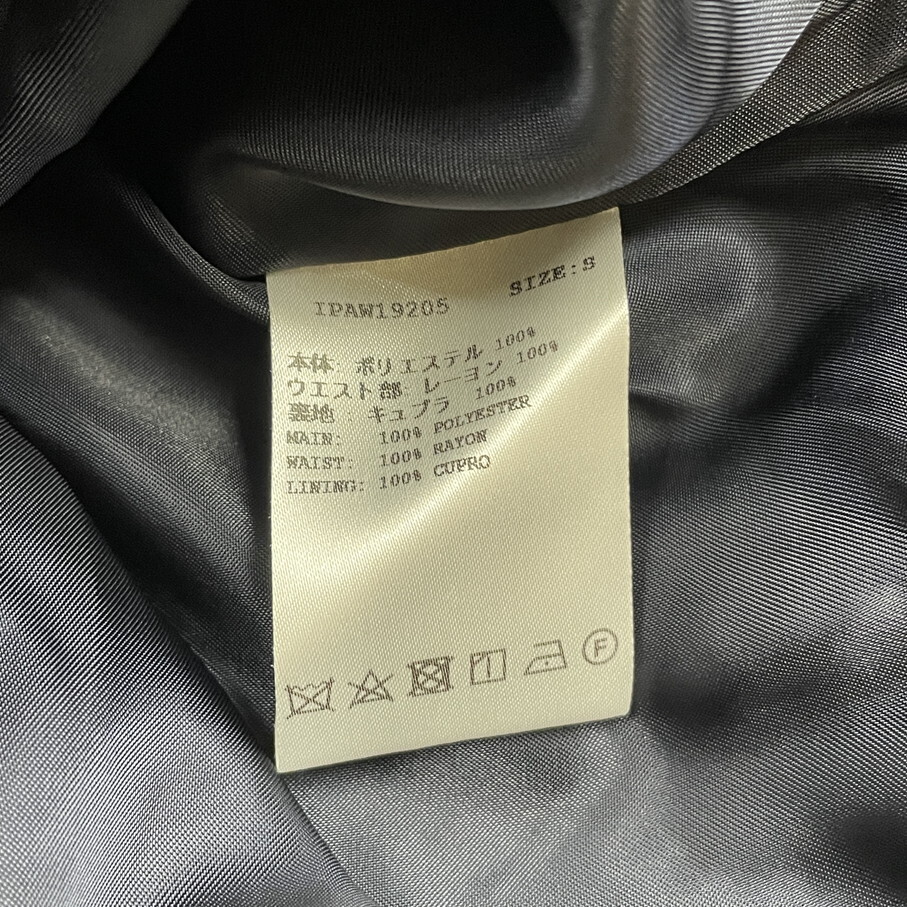 IPAW19205 SIZE:S
本体: ポリエステル 100%
ウエスト部: レーヨン 100%
裏地: キュプラ 100%
MAIN: 100% POLYESTER
WAIST: 100% RAYON
LINING: 100% CUPRO
F